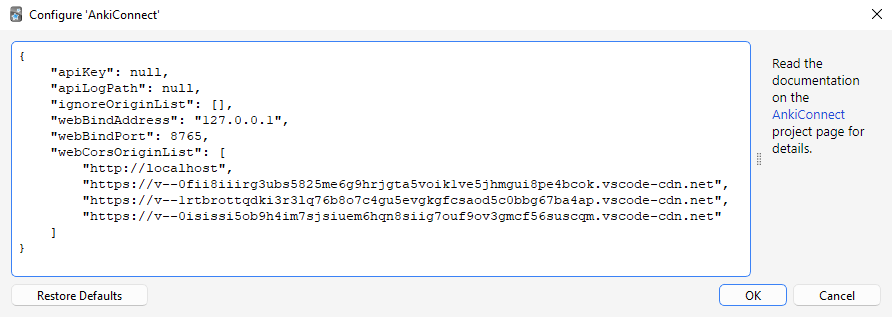 Configure 'AnkiConnect'
{
    "apiKey": null,
    "apiLogPath": null,
    "ignoreOriginList": [],
    "webBindAddress": "127.0.0.1",
    "webBindPort": 8765,
    "webCorsOriginList": [
        "http://localhost",
        "https://v--0fii8iiirg3ubs5825me6g9hrjgta5voik1ve5jhmgui8pe4bcok.vscode-cdn.net",
        "https://v--1rtbrottqdki3r3lq76b8o7c4gu5evgkgfcsaod5c0bbg67ba4ap.vscode-cdn.net",
        "https://v--0isissi5ob9h4im7sjsiuem6hqn8siig7ouf9ov3gmcf56suscqm.vscode-cdn.net"
    ]
}
Read the
documentation
on the
AnkiConnect
project page for
details.
Restore Defaults
OK
Cancel